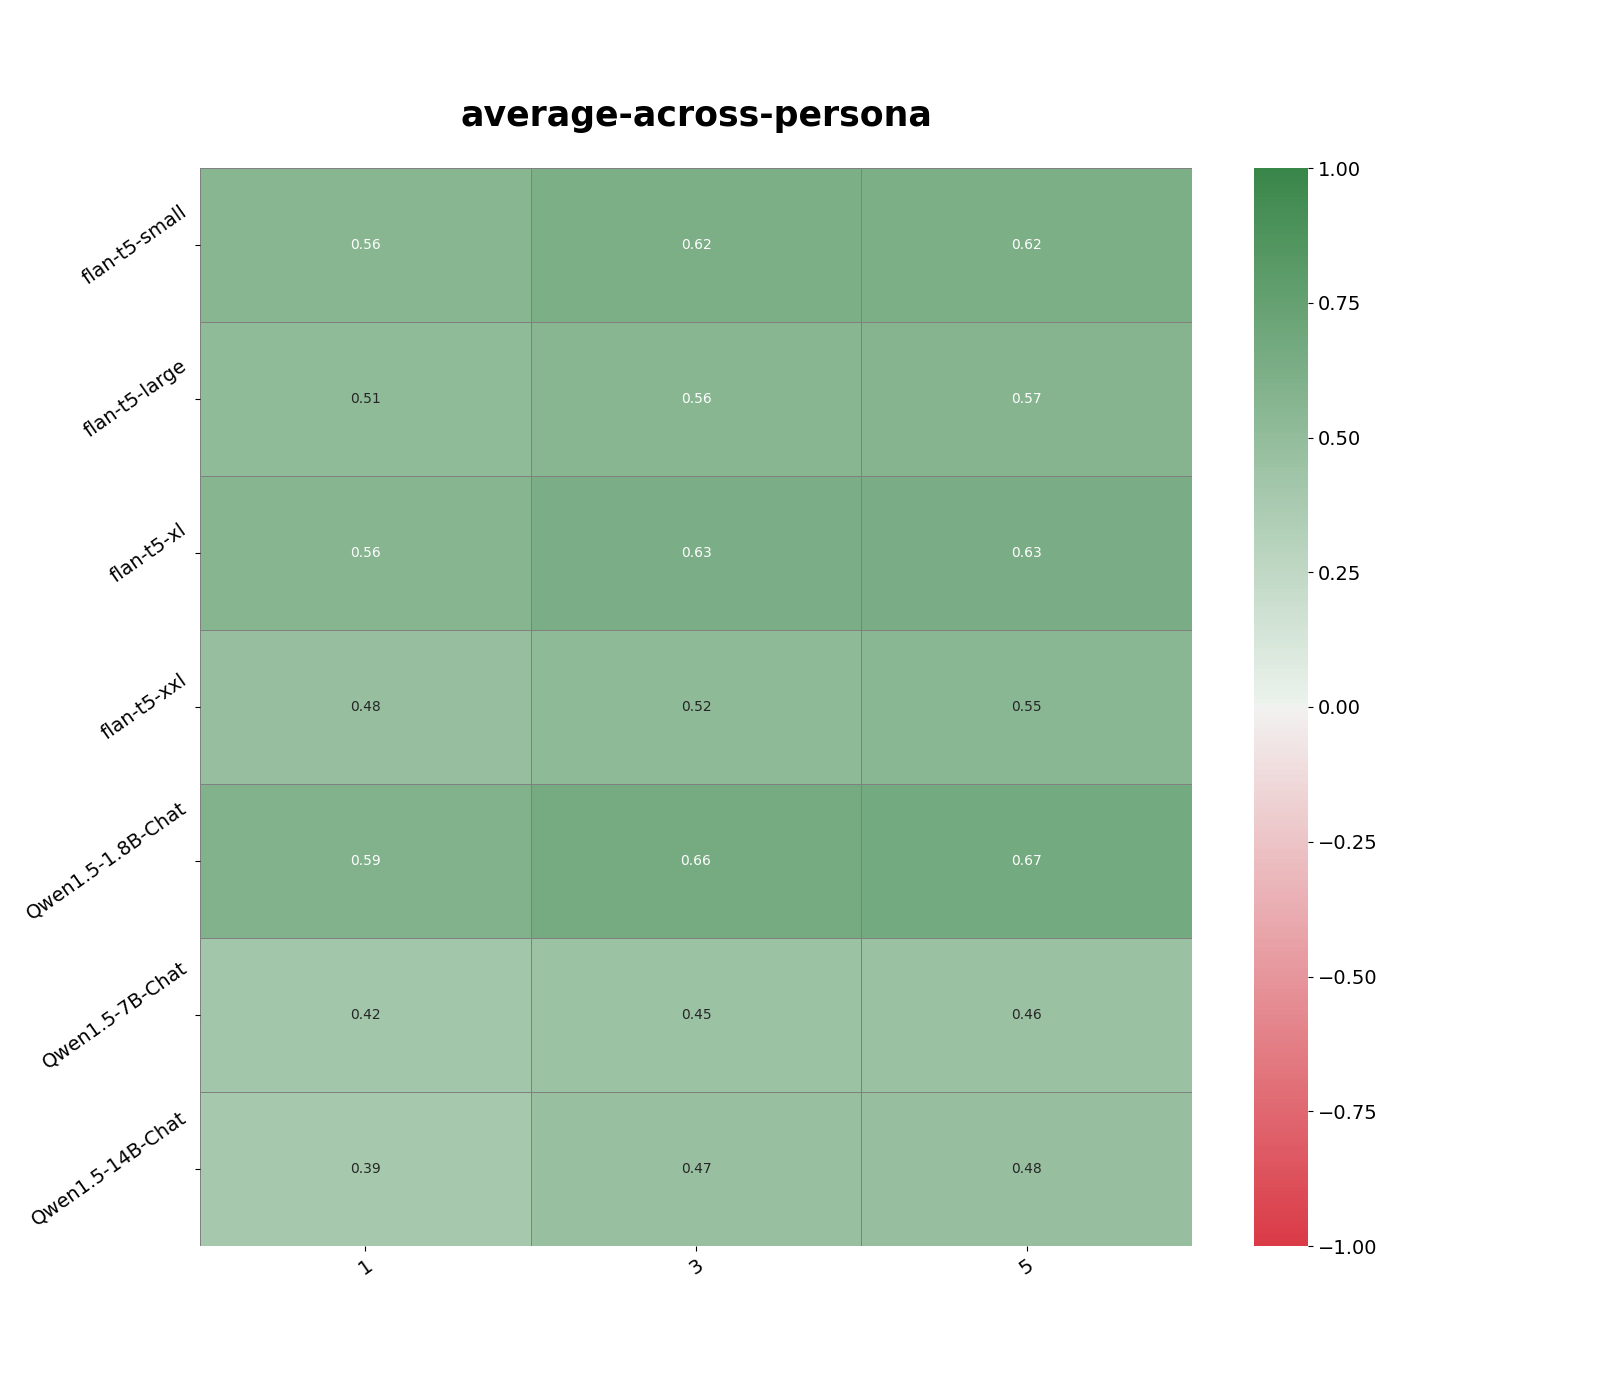 average-across-persona
flan-t5-small 0.56 0.62 0.62
flan-t5-large 0.51 0.56 0.57
flan-t5-xl 0.56 0.63 0.63
flan-t5-xxl 0.48 0.52 0.55
Qwen1.5-1.8B-Chat 0.59 0.66 0.67
Qwen1.5-7B-Chat 0.42 0.45 0.46
Qwen1.5-14B-Chat 0.39 0.47 0.48
1 3 5
1.00
0.75
0.50
0.25
0.00
−0.25
−0.50
−0.75
−1.00